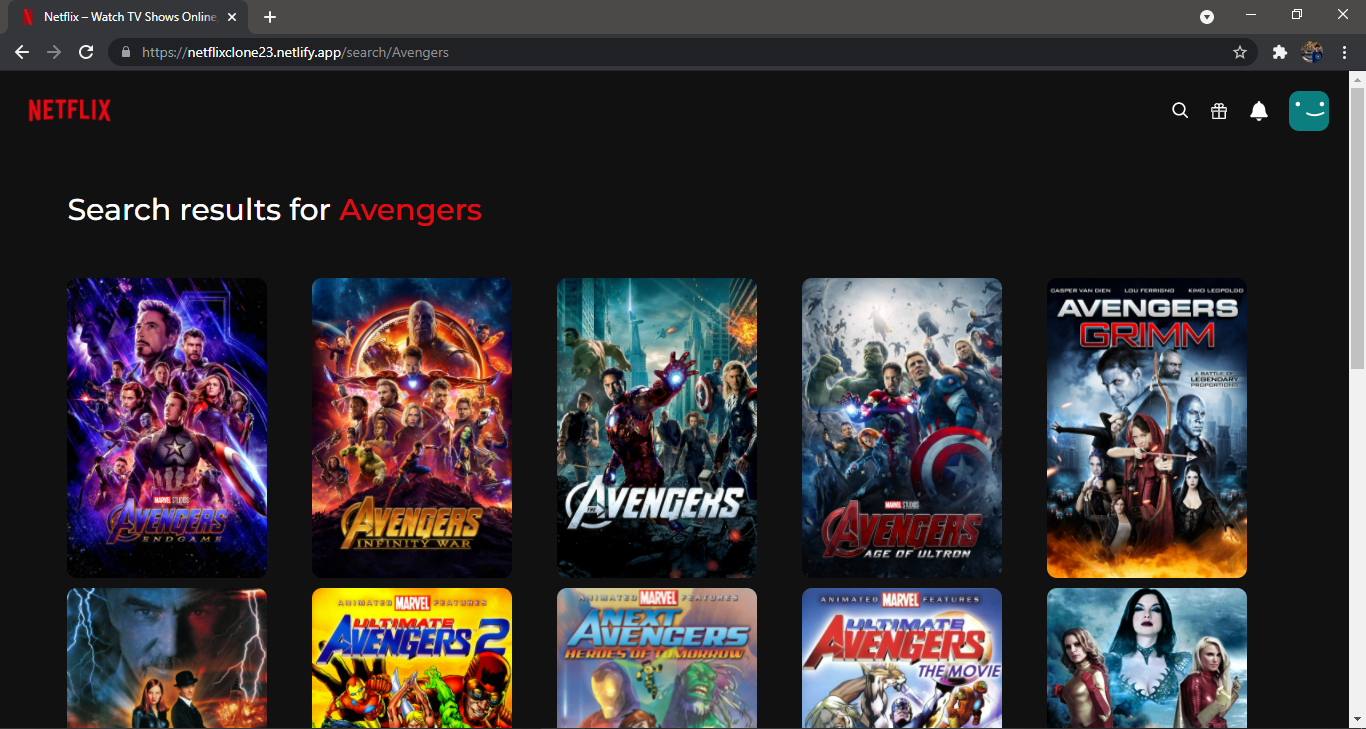 Netflix – Watch TV Shows Online,
https://netflixclone23.netlify.app/search/Avengers
NETFLIX
Search results for Avengers
MARVEL STUDIOS
AVENGERS
ENDGAME
AVENGERS
INFINITY WAR
THE
AVENGERS
MARVEL STUDIOS
AVENGERS
AGE OF ULTRON
CASPER VAN DIEN LOU FERRIGNO KIMO LEOPOLDO
AVENGERS
GRIMM
A BATTLE OF
LEGENDARY
PROPORTIONS
ANIMATED MARVEL FEATURES
ULTIMATE
AVENGERS 2
ANIMATED MARVEL FEATURES
NEXT
AVENGERS
HEROES OF TOMORROW
ANIMATED MARVEL FEATURES
ULTIMATE
AVENGERS
THE MOVIE